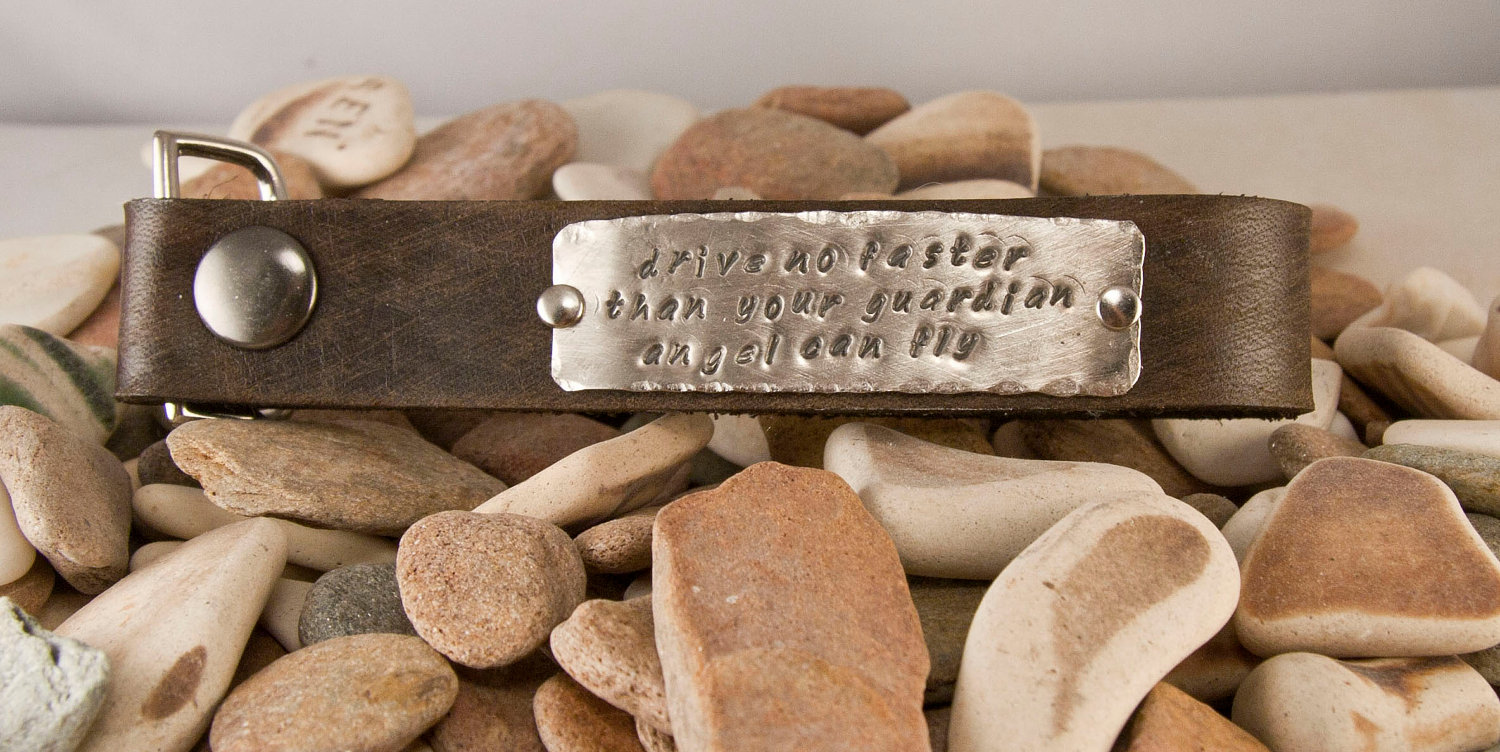 drive no faster
than your guardian
angel can fly